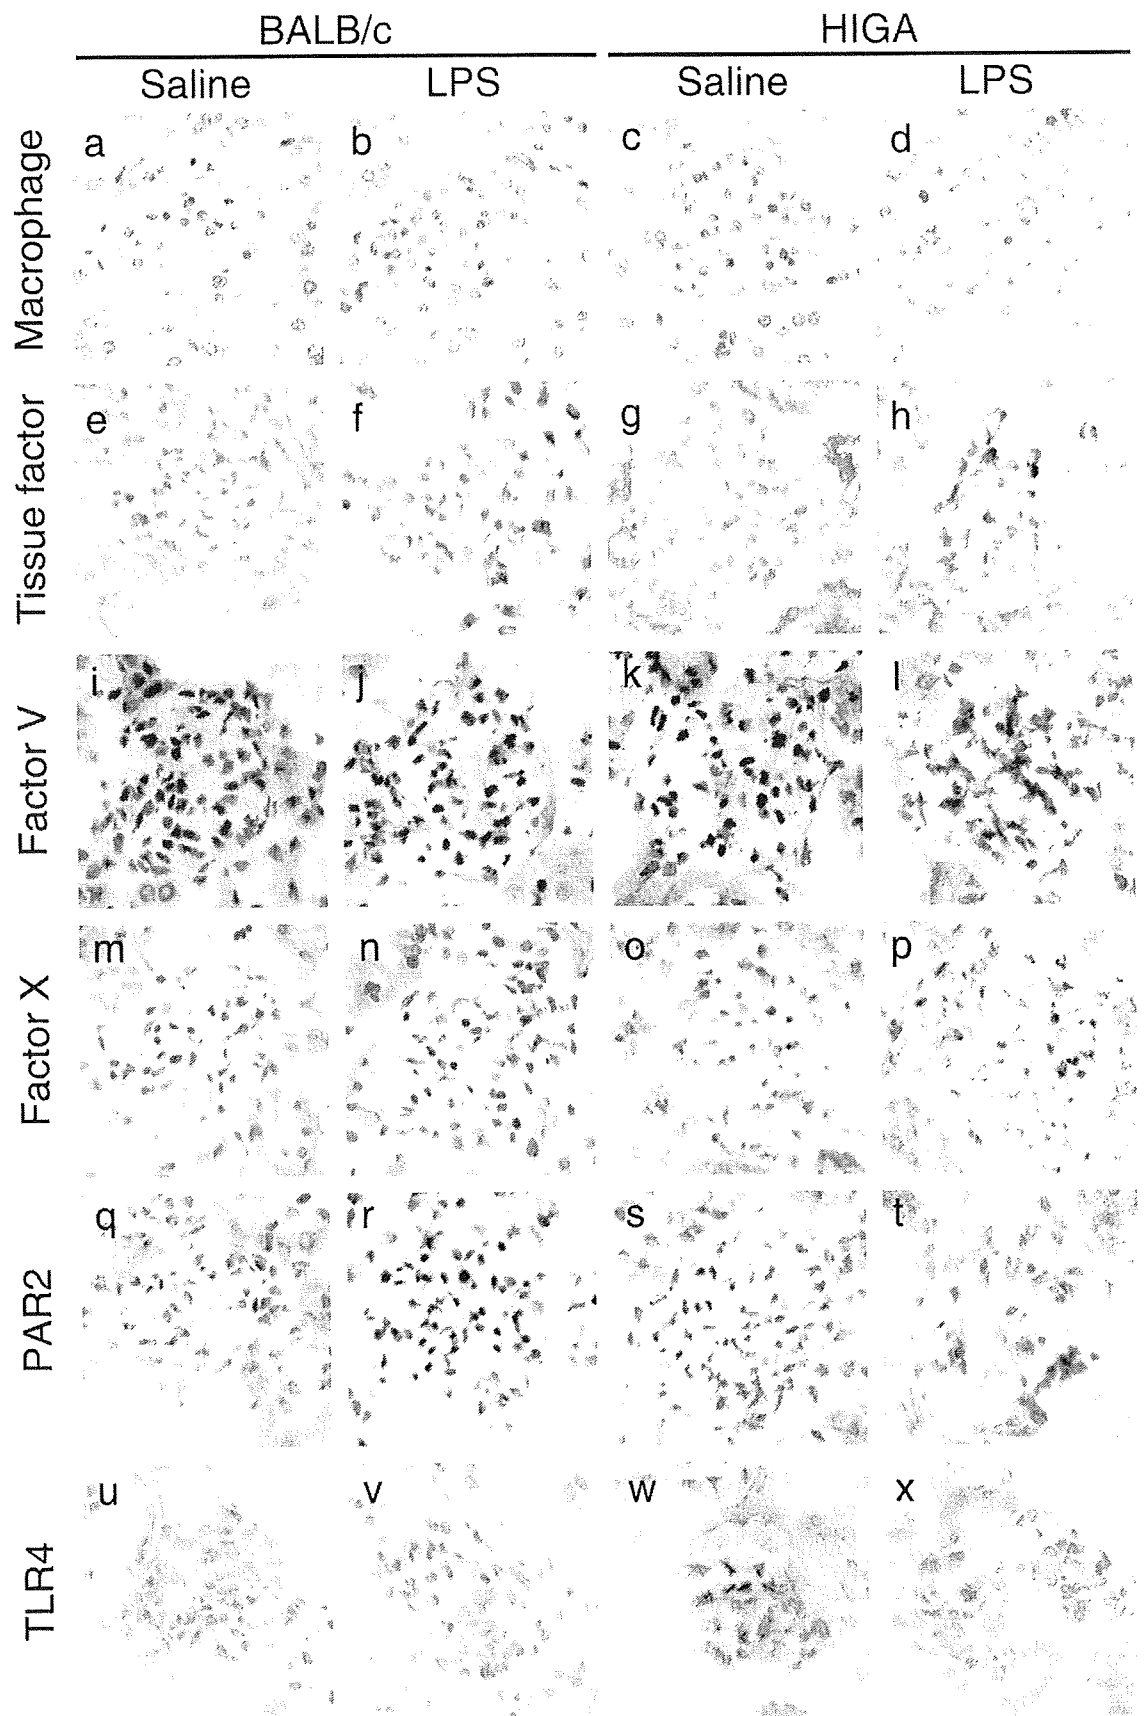 BALB/c HIGA
Saline LPS Saline LPS
Macrophage a b c d
Tissue factor e f g h
Factor V i j k l
Factor X m n o p
PAR2 q r s t
TLR4 u v w x